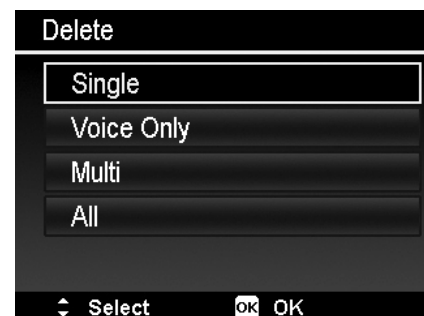 Delete
Single
Voice Only
Multi
All
Select OK OK